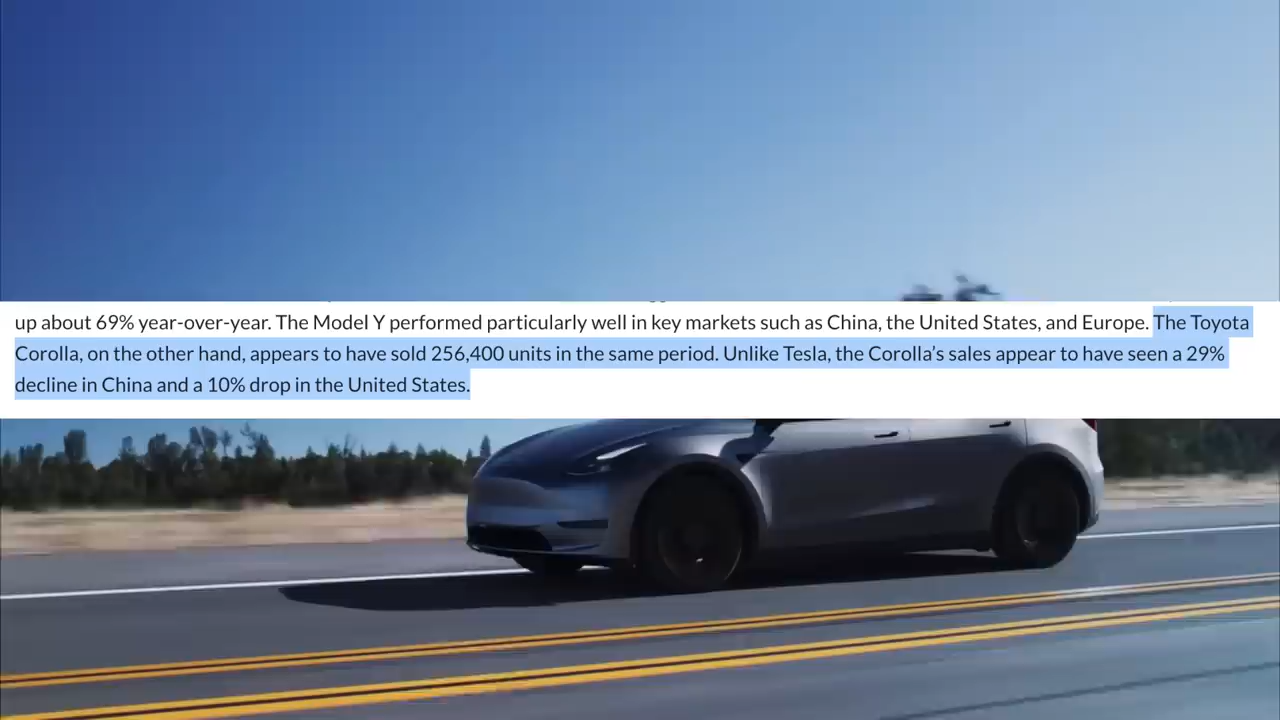 up about 69% year-over-year. The Model Y performed particularly well in key markets such as China, the United States, and Europe. The Toyota
Corolla, on the other hand, appears to have sold 256,400 units in the same period. Unlike Tesla, the Corolla’s sales appear to have seen a 29%
decline in China and a 10% drop in the United States.